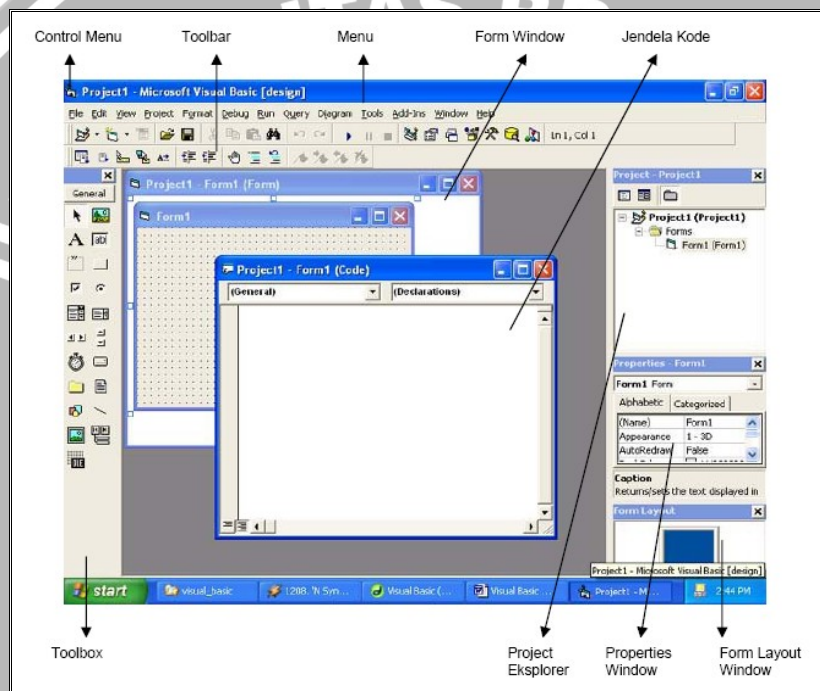 Control Menu
Toolbar
Menu
Form Window
Jendela Kode
Project1 - Microsoft Visual Basic [design]
File Edit View Project Format Debug Run Query Diagram Tools Add-Ins Window Help
Ln 1, Col 1
General
Project1 - Form1 (Form)
Form1
Project1 - Form1 (Code)
(General)
(Declarations)
Project - Project1
Project1 (Project1)
Forms
Form1 (Form1)
Properties - Form1
Form1 Form
Alphabetic Categorized
(Name) Form1
Appearance 1 - 3D
AutoRedraw False
Caption
Returns/sets the text displayed in
Form Layout
Project1 - Microsoft Visual Basic [design]
start
visual_basic
1208. 'N Syn...
Visual Basic (...
Visual Basic ...
Project1 - M...
2:44 PM
Toolbox
Project
Eksplorer
Properties
Window
Form Layout
Window